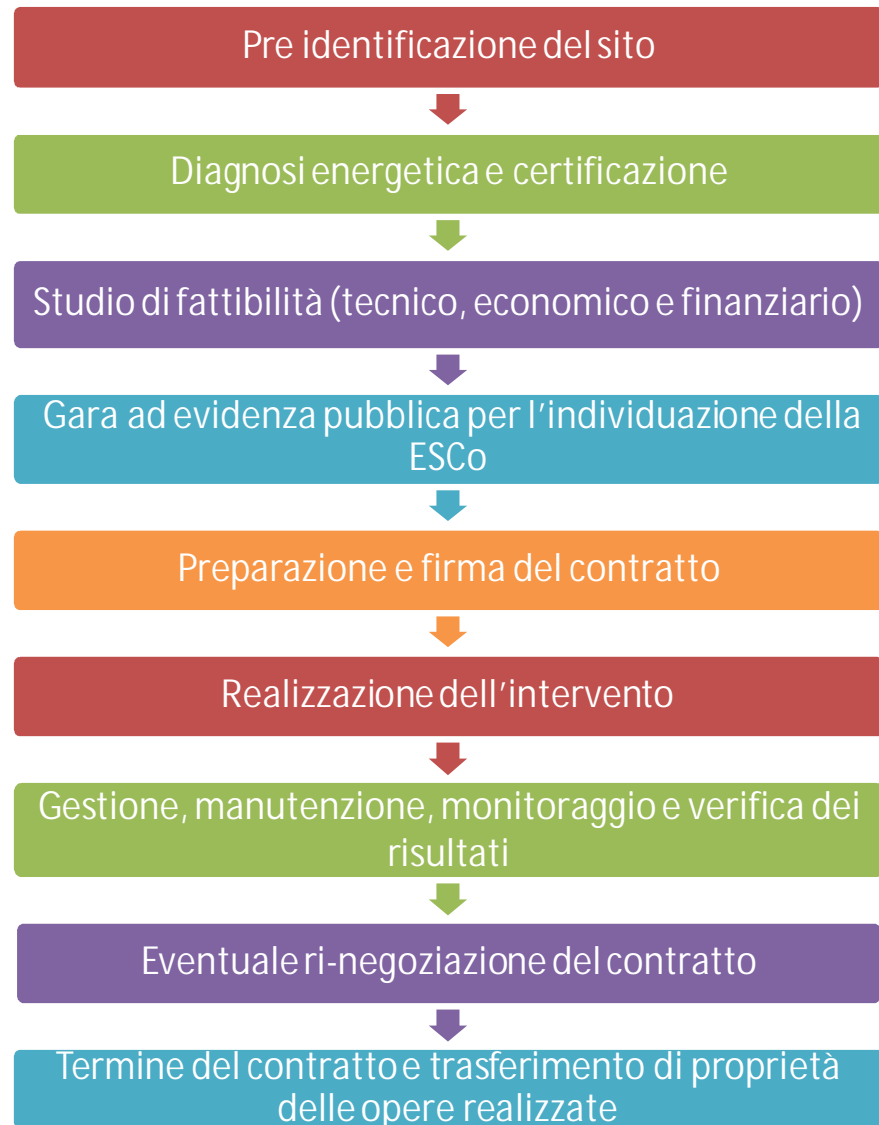 Pre identificazione del sito
Diagnosi energetica e certificazione
Studio di fattibilità (tecnico, economico e finanziario)
Gara ad evidenza pubblica per l’individuazione della
ESCo
Preparazione e firma del contratto
Realizzazione dell’intervento
Gestione, manutenzione, monitoraggio e verifica dei
risultati
Eventuale ri-negoziazione del contratto
Termine del contratto e trasferimento di proprietà
delle opere realizzate